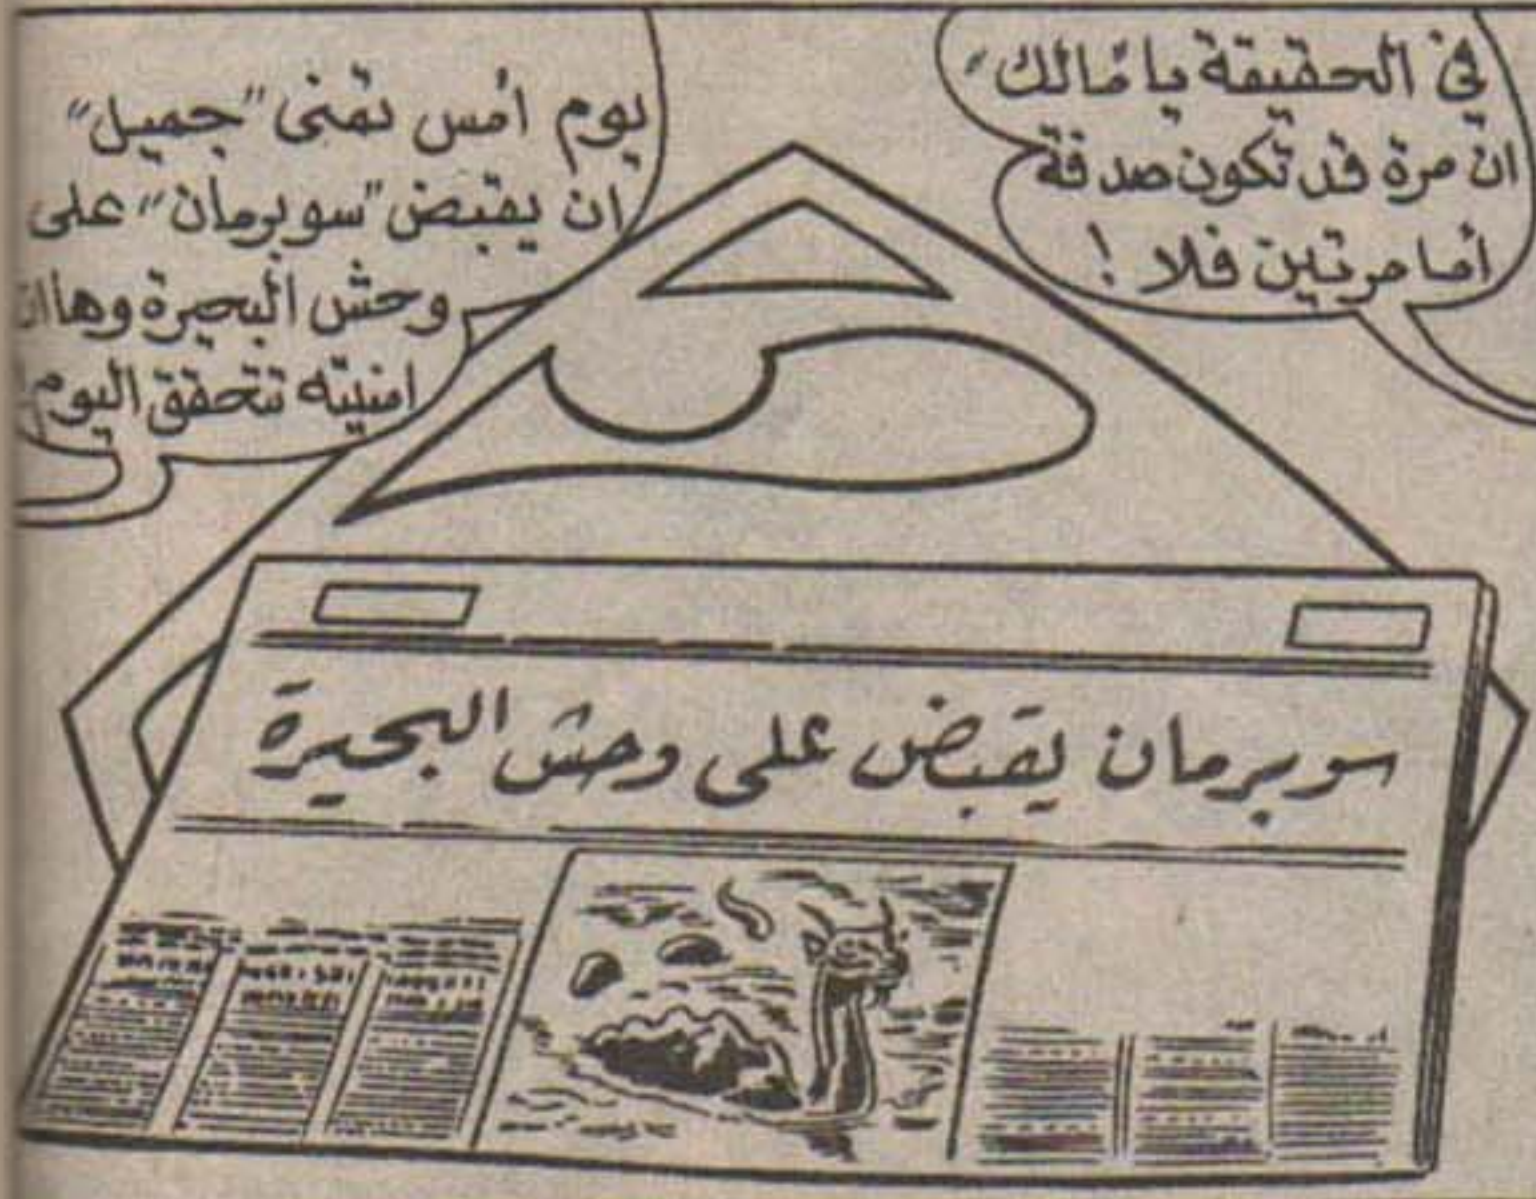 في الحقيقة يا مالك"
ان مرة قد تكون صدفة
أما مرتين فلا !
يوم أمس تمنى "جميل"
ان يقبض "سوبرمان" على
وحش البحيرة وها ان
امنيته تتحقق اليوم
سوبرمان يقبض على وحش البحيرة